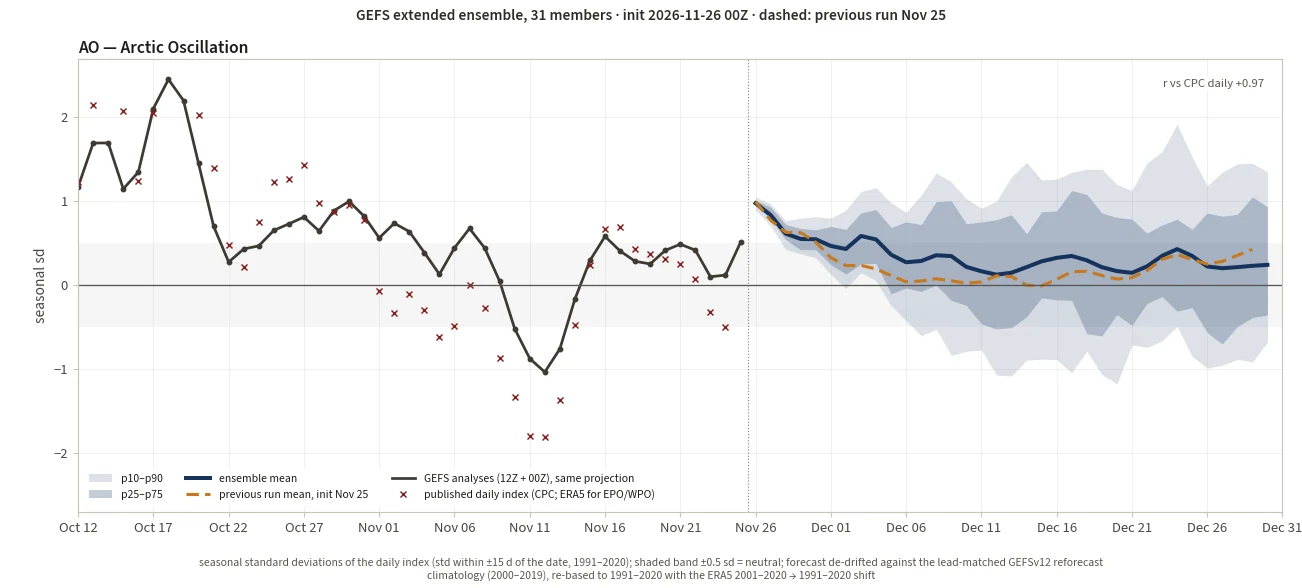 GEFS extended ensemble, 31 members · init 2026-11-26 00Z · dashed: previous run Nov 25
AO — Arctic Oscillation
r vs CPC daily +0.97
seasonal sd
2
1
0
−1
−2
p10–p90
p25–p75
ensemble mean
previous run mean, init Nov 25
GEFS analyses (12Z + 00Z), same projection
published daily index (CPC; ERA5 for EPO/WPO)
Oct 12 Oct 17 Oct 22 Oct 27 Nov 01 Nov 06 Nov 11 Nov 16 Nov 21 Nov 26 Dec 01 Dec 06 Dec 11 Dec 16 Dec 21 Dec 26 Dec 31
seasonal standard deviations of the daily index (std within ±15 d of the date, 1991–2020); shaded band ±0.5 sd = neutral; forecast de-drifted against the lead-matched GEFSv12 reforecast
climatology (2000–2019), re-based to 1991–2020 with the ERA5 2001–2020 → 1991–2020 shift